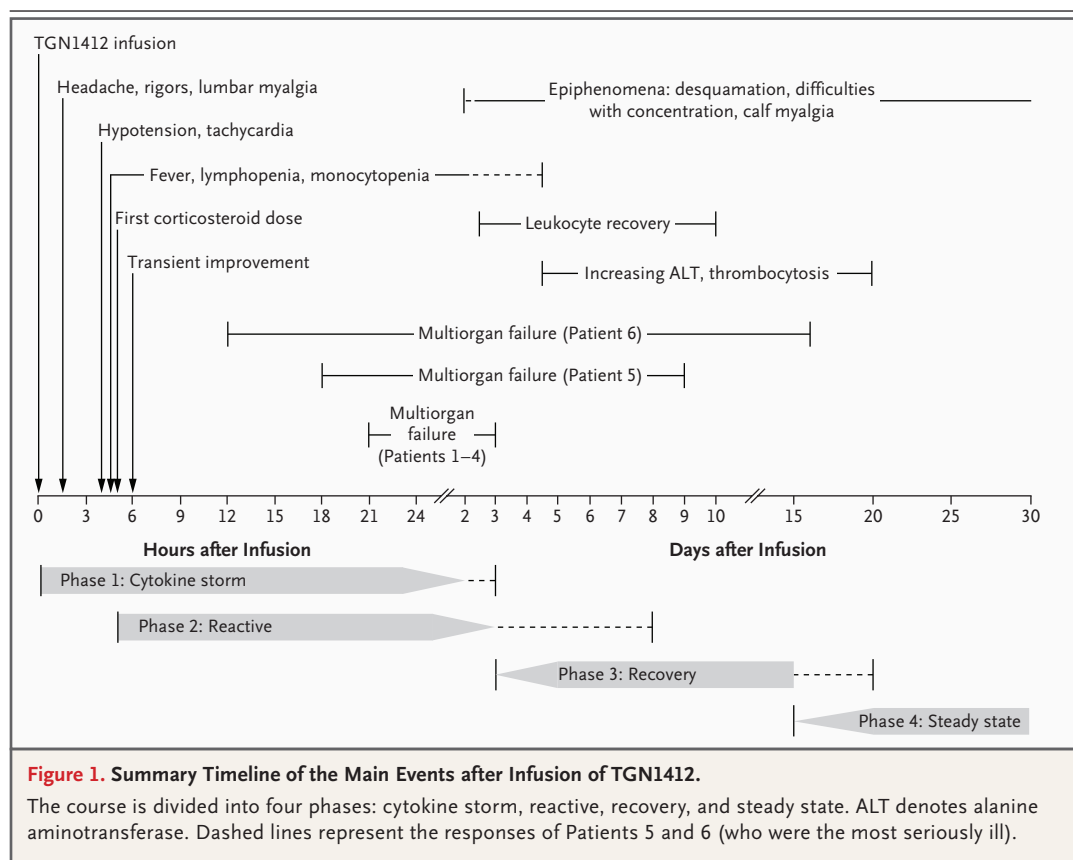 TGN1412 infusion
Headache, rigors, lumbar myalgia
Epiphenomena: desquamation, difficulties
with concentration, calf myalgia
Hypotension, tachycardia
Fever, lymphopenia, monocytopenia
First corticosteroid dose
Leukocyte recovery
Transient improvement
Increasing ALT, thrombocytosis
Multiorgan failure (Patient 6)
Multiorgan failure (Patient 5)
Multiorgan
failure
(Patients 1–4)
0 3 6 9 12 15 18 21 24 2 3 4 5 6 7 8 9 10 15 20 30
Hours after Infusion Days after Infusion
Phase 1: Cytokine storm
Phase 2: Reactive
Phase 3: Recovery
Phase 4: Steady state
Figure 1. Summary Timeline of the Main Events after Infusion of TGN1412.
The course is divided into four phases: cytokine storm, reactive, recovery, and steady state. ALT denotes alanine
aminotransferase. Dashed lines represent the responses of Patients 5 and 6 (who were the most seriously ill).